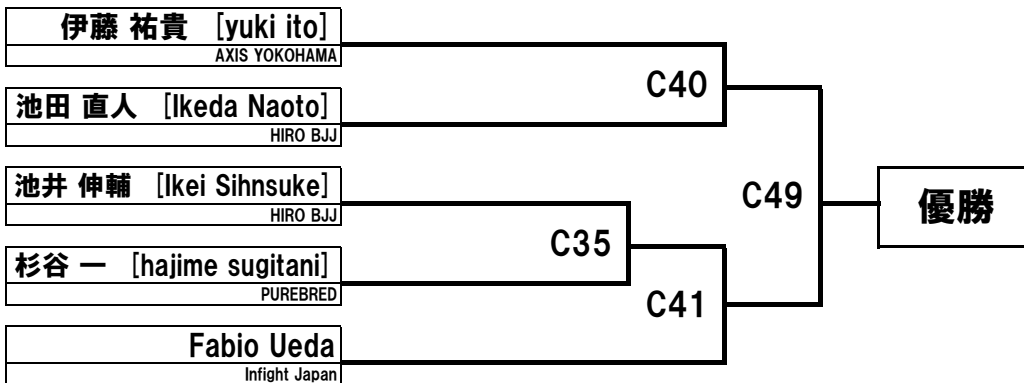 伊藤 祐貴 [yuki ito]
AXIS YOKOHAMA
C40
池田 直人 [Ikeda Naoto]
HIRO BJJ
池井 伸輔 [Ikei Sihnsuke]
HIRO BJJ
C49
優勝
C35
杉谷 一 [hajime sugitani]
PUREBRED
C41
Fabio Ueda
Infight Japan